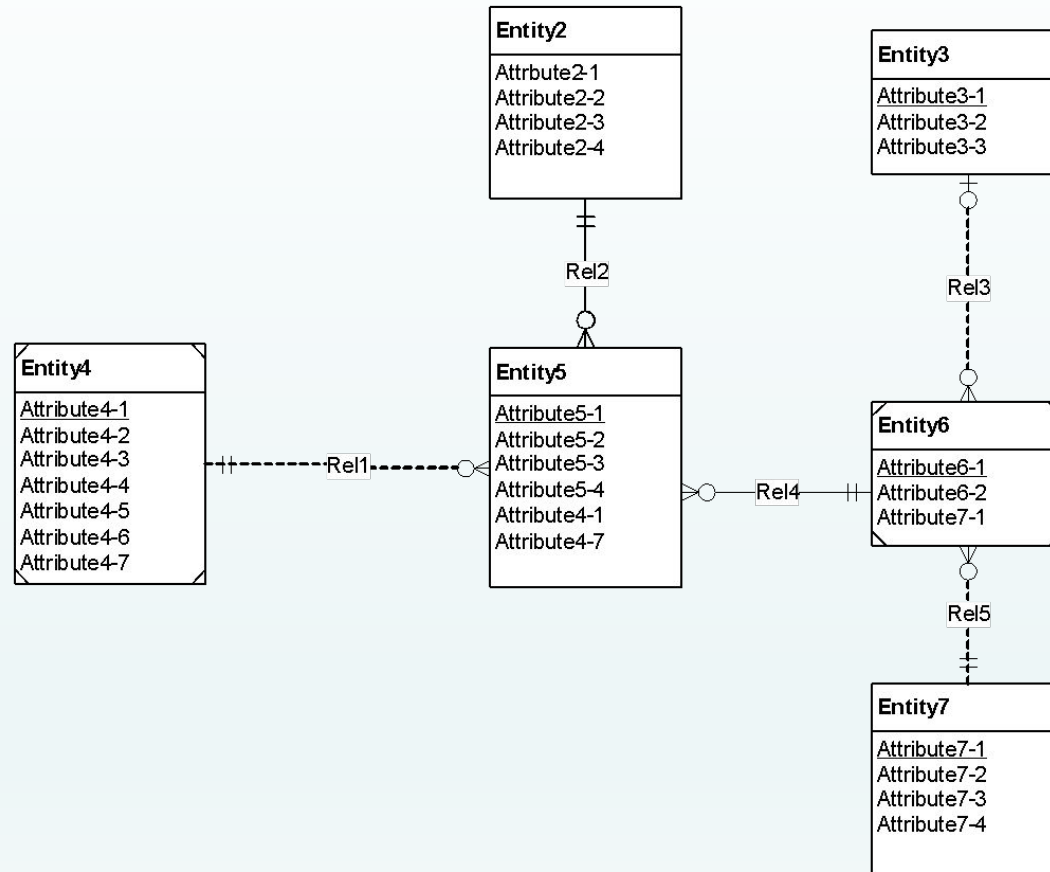 Entity2
Attrbute2-1
Attribute2-2
Attribute2-3
Attribute2-4
Entity3
Attribute3-1
Attribute3-2
Attribute3-3
Rel2
Rel3
Entity4
Attribute4-1
Attribute4-2
Attribute4-3
Attribute4-4
Attribute4-5
Attribute4-6
Attribute4-7
Rel1
Entity5
Attribute5-1
Attribute5-2
Attribute5-3
Attribute5-4
Attribute4-1
Attribute4-7
Rel4
Entity6
Attribute6-1
Attribute6-2
Attribute7-1
Rel5
Entity7
Attribute7-1
Attribute7-2
Attribute7-3
Attribute7-4